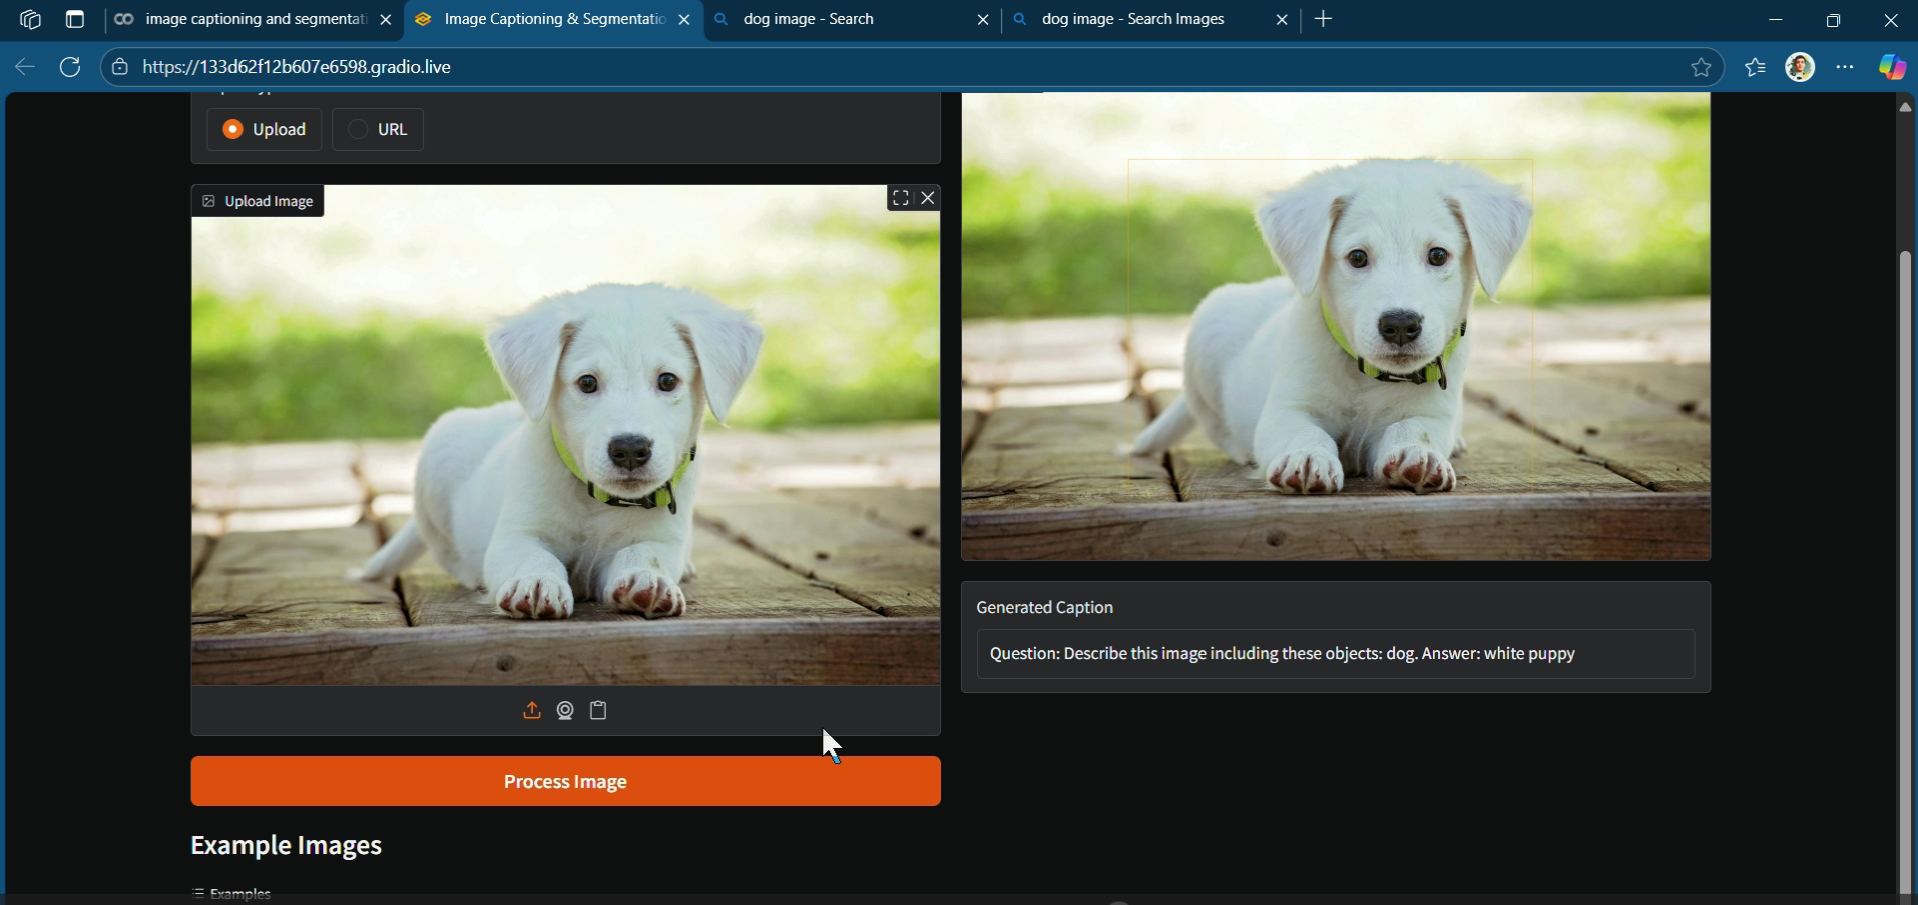 image captioning and segmentati
Image Captioning & Segmentatio
dog image - Search
dog image - Search Images
https://133d62f12b607e6598.gradio.live
Upload
URL
Upload Image
Generated Caption
Question: Describe this image including these objects: dog. Answer: white puppy
Process Image
Example Images
Examples